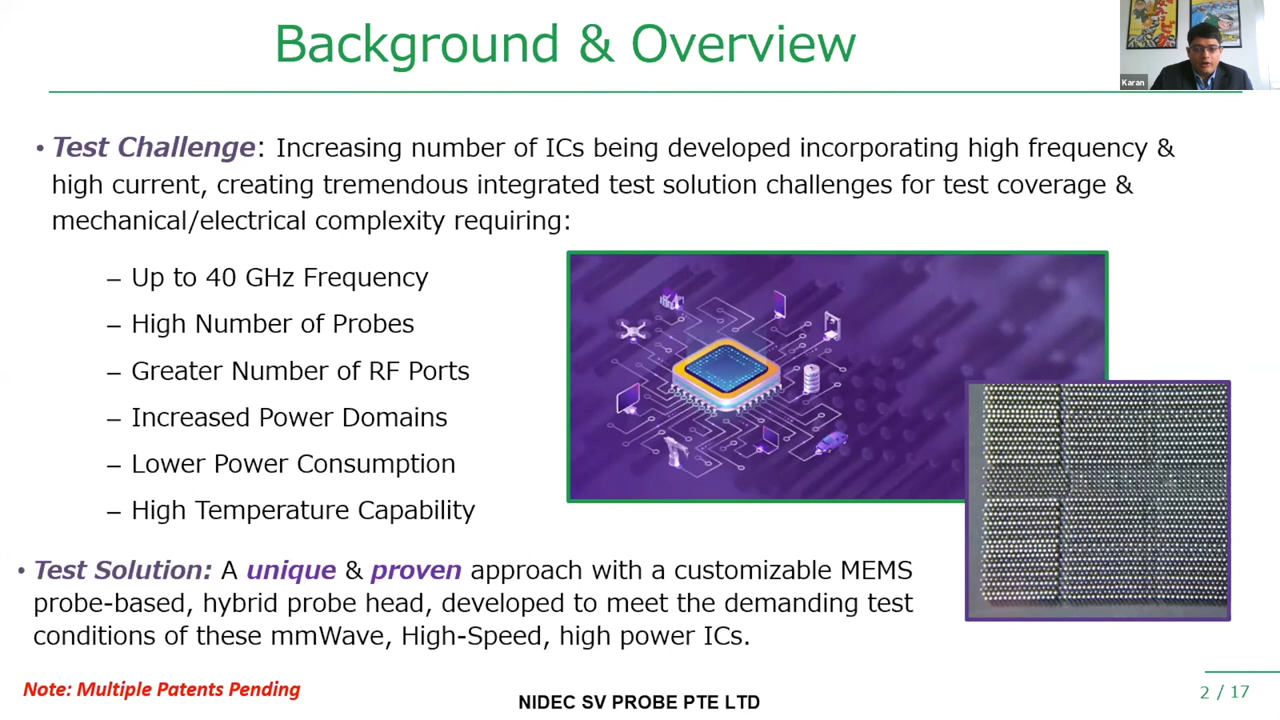 Background & Overview
Karan
• Test Challenge: Increasing number of ICs being developed incorporating high frequency &
high current, creating tremendous integrated test solution challenges for test coverage &
mechanical/electrical complexity requiring:
– Up to 40 GHz Frequency
– High Number of Probes
– Greater Number of RF Ports
– Increased Power Domains
– Lower Power Consumption
– High Temperature Capability
• Test Solution: A unique & proven approach with a customizable MEMS
probe-based, hybrid probe head, developed to meet the demanding test
conditions of these mmWave, High-Speed, high power ICs.
Note: Multiple Patents Pending
NIDEC SV PROBE PTE LTD
2 / 17